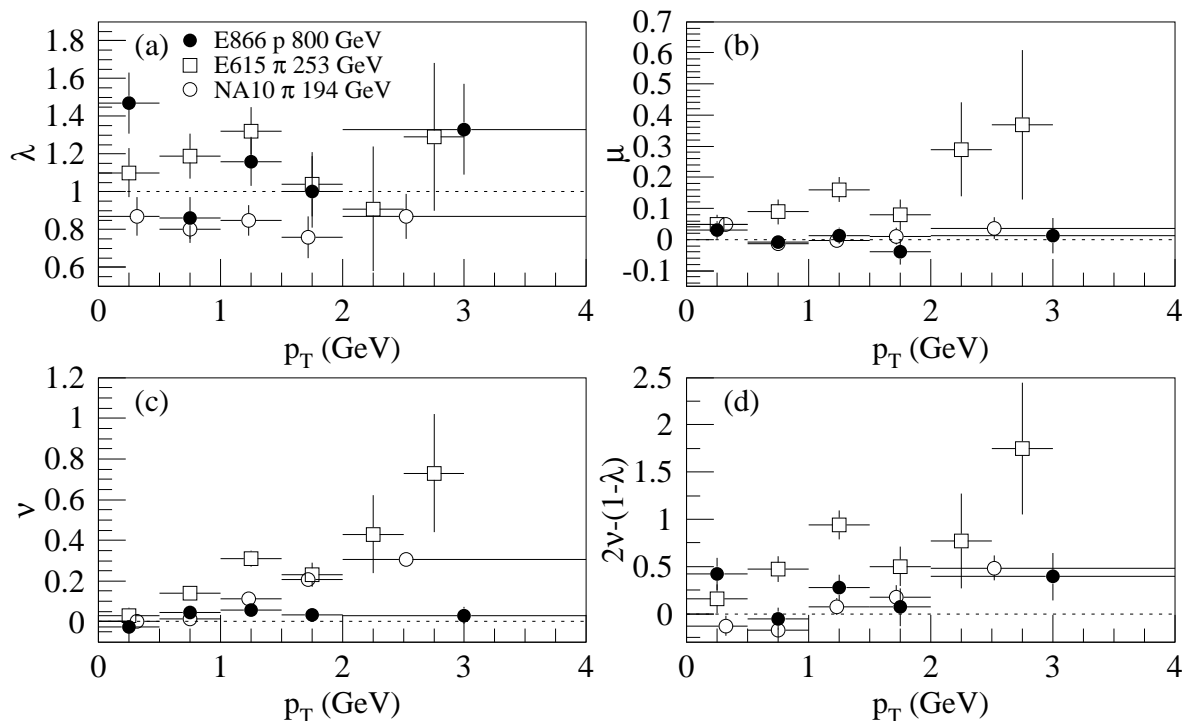 (a)
E866 p 800 GeV
E615 π 253 GeV
NA10 π 194 GeV
λ
1.8
1.6
1.4
1.2
1
0.8
0.6
0 1 2 3 4
p_T (GeV)
(b)
μ
0.7
0.6
0.5
0.4
0.3
0.2
0.1
0
-0.1
0 1 2 3 4
p_T (GeV)
(c)
ν
1.2
1
0.8
0.6
0.4
0.2
0
0 1 2 3 4
p_T (GeV)
(d)
2ν-(1-λ)
2.5
2
1.5
1
0.5
0
0 1 2 3 4
p_T (GeV)